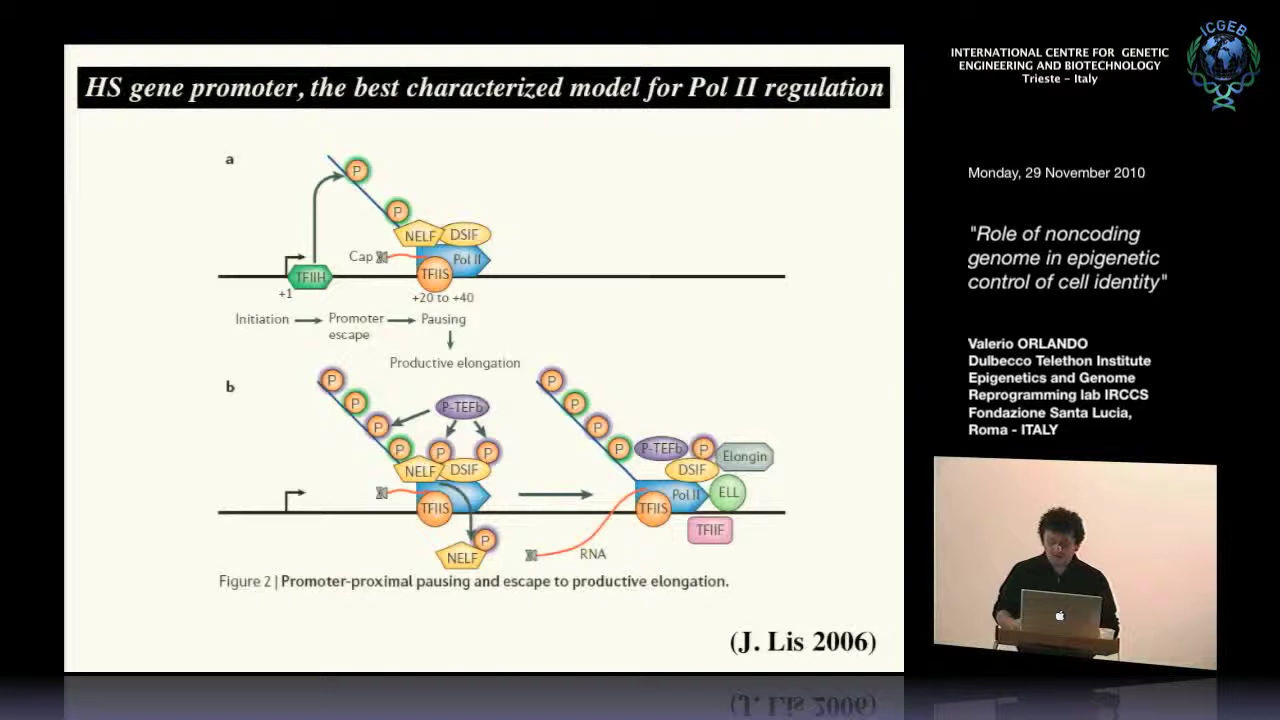 HS gene promoter, the best characterized model for Pol II regulation
a
P
P
NELF
DSIF
Cap
Pol II
TFIIH
TFIIS
+1
+20 to +40
Initiation
Promoter
escape
Pausing
Productive elongation
b
P
P
P
P
P-TEFb
P
P
NELF
DSIF
TFIIS
NELF
P
P
P
P
P
P-TEFb
P
Elongin
DSIF
Pol II
ELL
TFIIS
TFIIF
RNA
Figure 2 | Promoter-proximal pausing and escape to productive elongation.
(J. Lis 2006)
INTERNATIONAL CENTRE FOR GENETIC
ENGINEERING AND BIOTECHNOLOGY
Trieste - Italy
ICGEB
Monday, 29 November 2010
"Role of noncoding
genome in epigenetic
control of cell identity"
Valerio ORLANDO
Dulbecco Telethon Institute
Epigenetics and Genome
Reprogramming lab IRCCS
Fondazione Santa Lucia,
Roma - ITALY